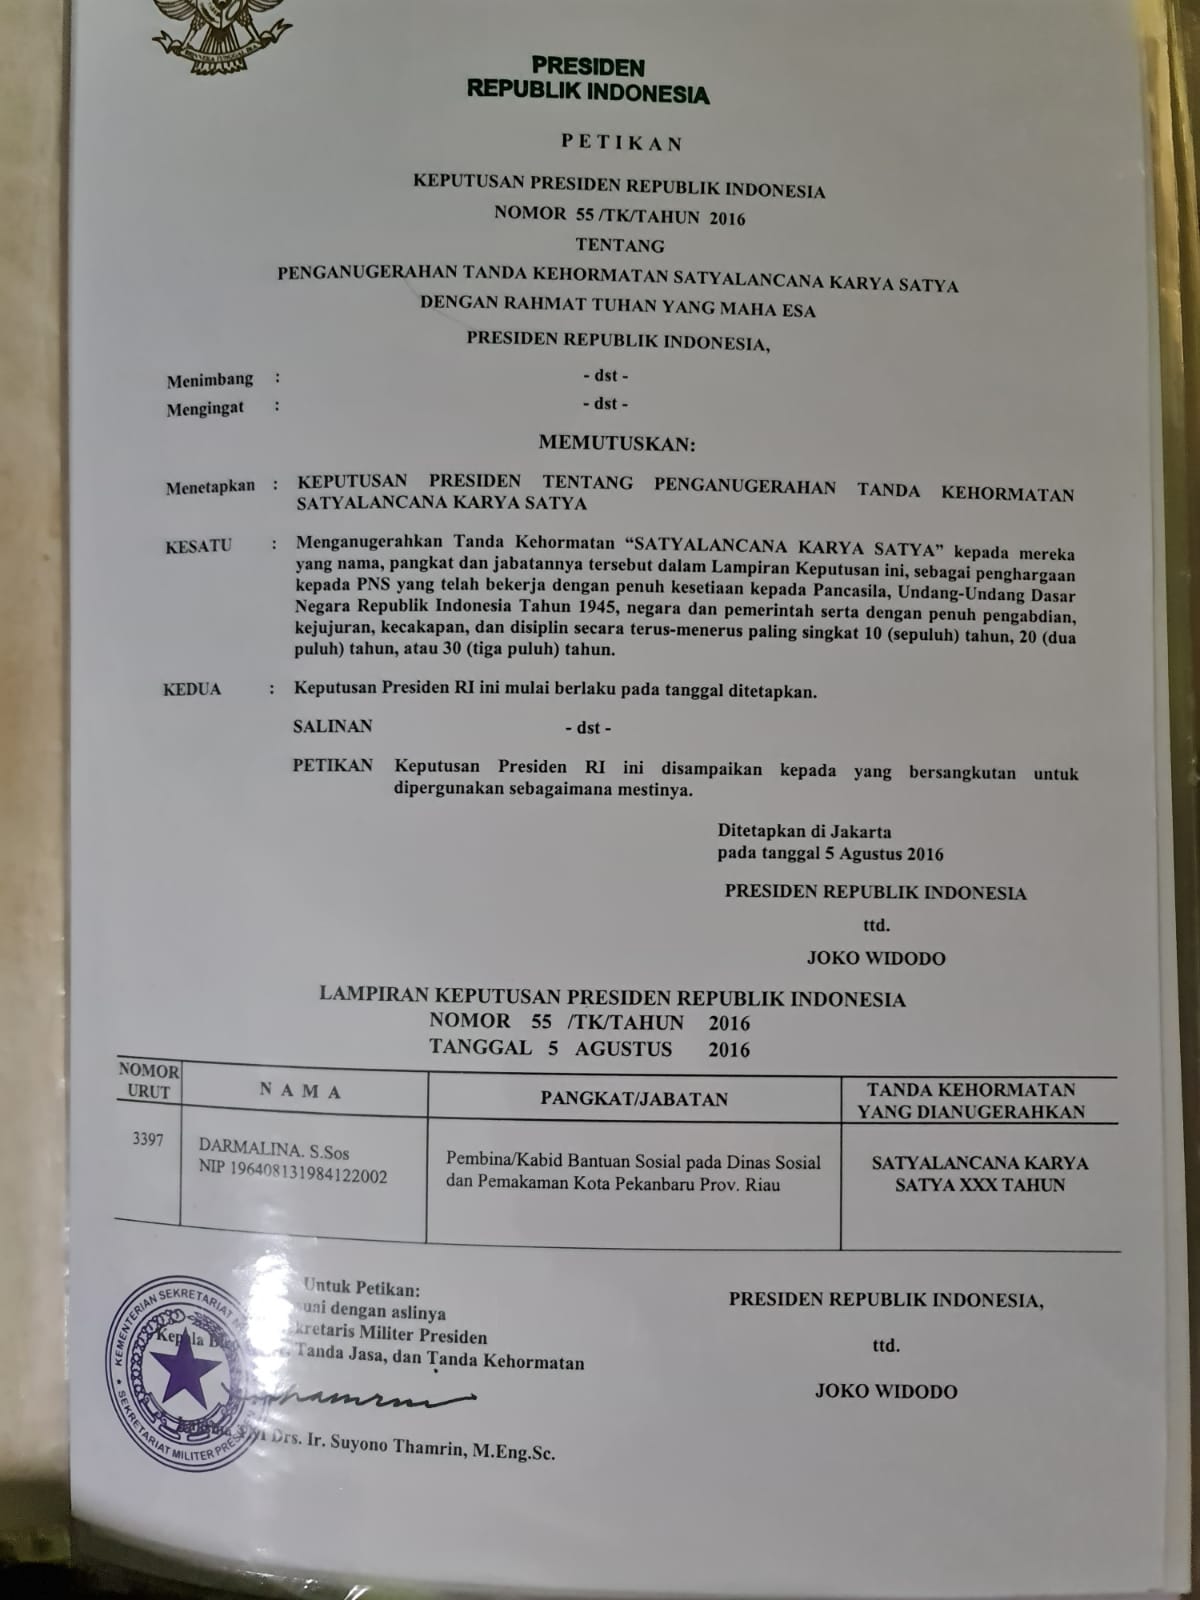 PRESIDEN
REPUBLIK INDONESIA
PETIKAN
KEPUTUSAN PRESIDEN REPUBLIK INDONESIA
NOMOR 55 /TK/TAHUN 2016
TENTANG
PENGANUGERAHAN TANDA KEHORMATAN SATYALANCANA KARYA SATYA
DENGAN RAHMAT TUHAN YANG MAHA ESA
PRESIDEN REPUBLIK INDONESIA,
Menimbang : - dst -
Mengingat : - dst -
MEMUTUSKAN:
Menetapkan : KEPUTUSAN PRESIDEN TENTANG PENGANUGERAHAN TANDA KEHORMATAN
SATYALANCANA KARYA SATYA
KESATU : Menganugerahkan Tanda Kehormatan “SATYALANCANA KARYA SATYA” kepada mereka
yang nama, pangkat dan jabatannya tersebut dalam Lampiran Keputusan ini, sebagai penghargaan
kepada PNS yang telah bekerja dengan penuh kesetiaan kepada Pancasila, Undang-Undang Dasar
Negara Republik Indonesia Tahun 1945, negara dan pemerintah serta dengan penuh pengabdian,
kejujuran, kecakapan, dan disiplin secara terus-menerus paling singkat 10 (sepuluh) tahun, 20 (dua
puluh) tahun, atau 30 (tiga puluh) tahun.
KEDUA : Keputusan Presiden RI ini mulai berlaku pada tanggal ditetapkan.
SALINAN - dst -
PETIKAN Keputusan Presiden RI ini disampaikan kepada yang bersangkutan untuk
dipergunakan sebagaimana mestinya.
Ditetapkan di Jakarta
pada tanggal 5 Agustus 2016
PRESIDEN REPUBLIK INDONESIA
ttd.
JOKO WIDODO
LAMPIRAN KEPUTUSAN PRESIDEN REPUBLIK INDONESIA
NOMOR 55 /TK/TAHUN 2016
TANGGAL 5 AGUSTUS 2016
NOMOR URUT NAMA PANGKAT/JABATAN TANDA KEHORMATAN YANG DIANUGERAHKAN
3397
DARMALINA. S.Sos
NIP 196408131984122002
Pembina/Kabid Bantuan Sosial pada Dinas Sosial
dan Pemakaman Kota Pekanbaru Prov. Riau
SATYALANCANA KARYA
SATYA XXX TAHUN
Untuk Petikan:
dengan aslinya
Militer Presiden
Tanda Jasa, dan Tanda Kehormatan
Drs. Ir. Suyono Thamrin, M.Eng.Sc.
KEMENTERIAN SEKRETARIAT
SEKRETARIAT MILITER
Kepala
PRESIDEN REPUBLIK INDONESIA,
ttd.
JOKO WIDODO